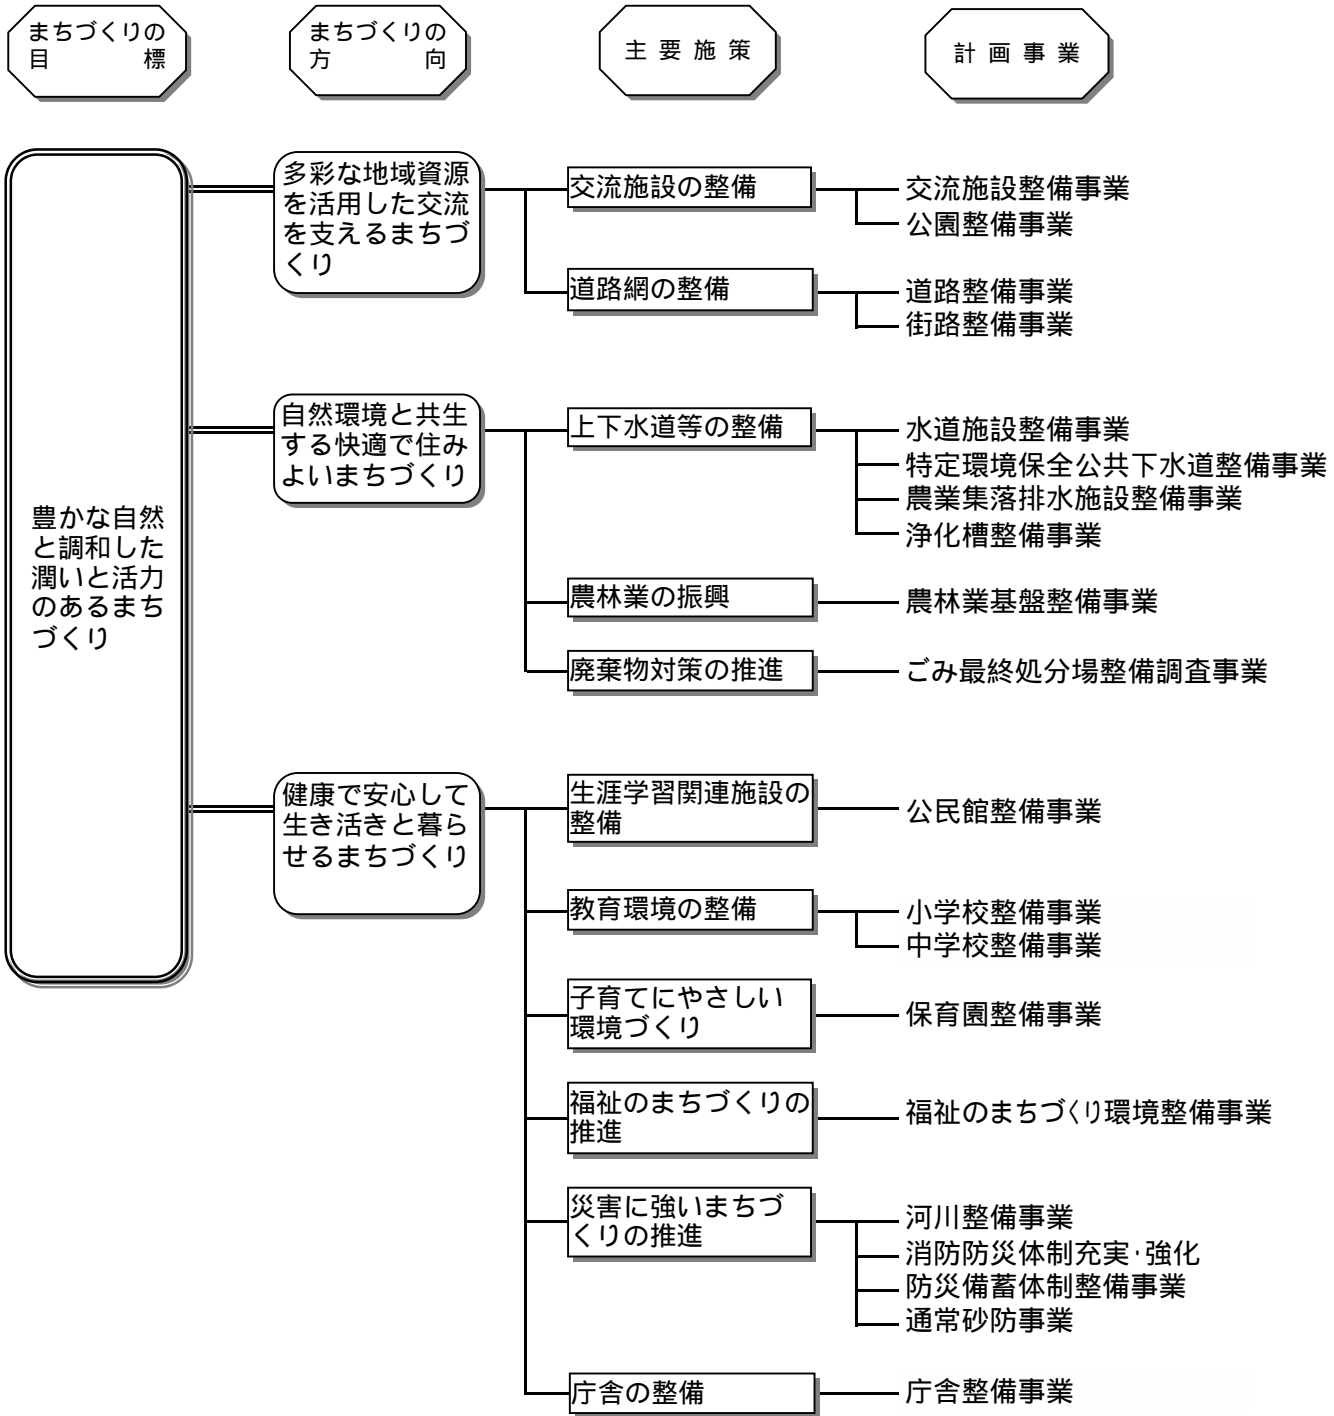 まちづくりの
目標
まちづくりの
方向
主要施策
計画事業
豊かな自然
と調和した
潤いと活力
のあるまち
づくり
多彩な地域資源
を活用した交流
を支えるまちづ
くり
交流施設の整備
交流施設整備事業
公園整備事業
道路網の整備
道路整備事業
街路整備事業
自然環境と共生
する快適で住み
よいまちづくり
上下水道等の整備
水道施設整備事業
特定環境保全公共下水道整備事業
農業集落排水施設整備事業
浄化槽整備事業
農林業の振興
農林業基盤整備事業
廃棄物対策の推進
ごみ最終処分場整備調査事業
健康で安心して
生き活きと暮ら
せるまちづくり
生涯学習関連施設の
整備
公民館整備事業
教育環境の整備
小学校整備事業
中学校整備事業
子育てにやさしい
環境づくり
保育園整備事業
福祉のまちづくりの
推進
福祉のまちづくり環境整備事業
災害に強いまちづ
くりの推進
河川整備事業
消防防災体制充実・強化
防災備蓄体制整備事業
通常砂防事業
庁舎の整備
庁舎整備事業